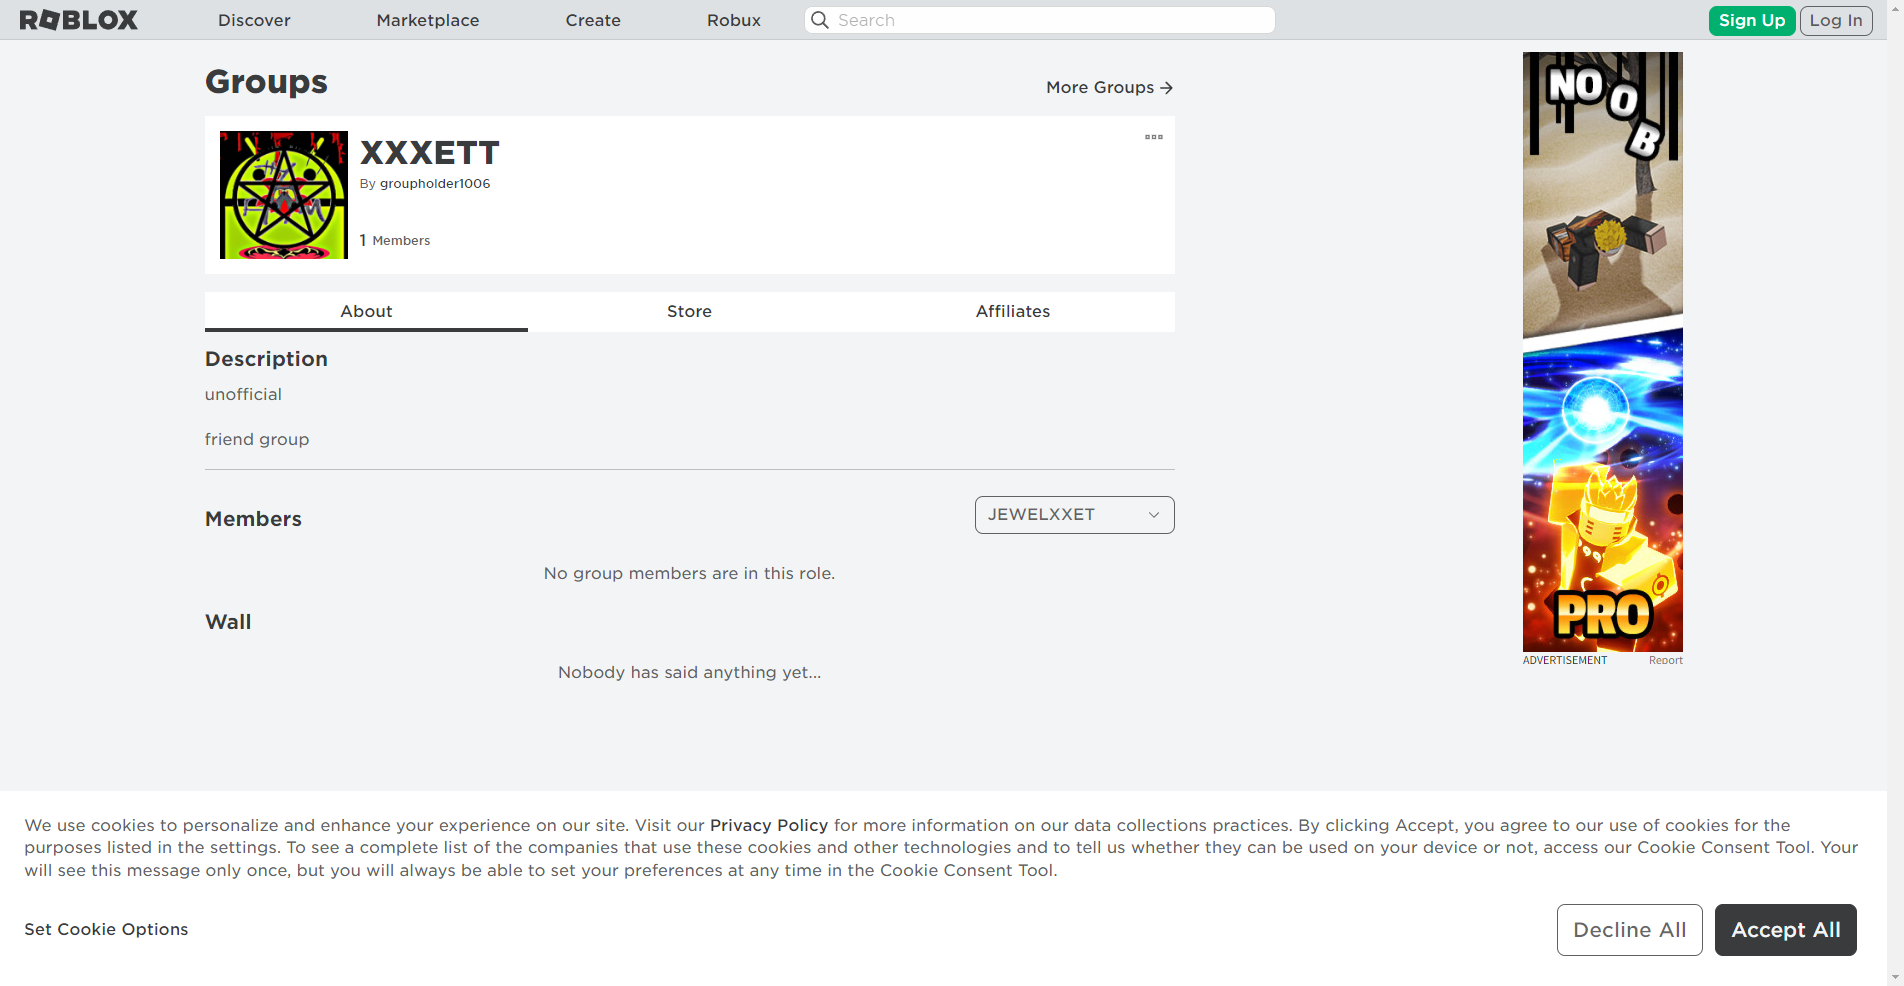 ROBLOX
Discover
Marketplace
Create
Robux
Search
Sign Up
Log In
Groups
More Groups
XXXETT
By groupholder1006
1 Members
About
Store
Affiliates
Description
unofficial
friend group
Members
JEWELXXET
No group members are in this role.
Wall
Nobody has said anything yet...
NOOB
PRO
ADVERTISEMENT
Report
We use cookies to personalize and enhance your experience on our site. Visit our Privacy Policy for more information on our data collections practices. By clicking Accept, you agree to our use of cookies for the
purposes listed in the settings. To see a complete list of the companies that use these cookies and other technologies and to tell us whether they can be used on your device or not, access our Cookie Consent Tool. Your
will see this message only once, but you will always be able to set your preferences at any time in the Cookie Consent Tool.
Set Cookie Options
Decline All
Accept All